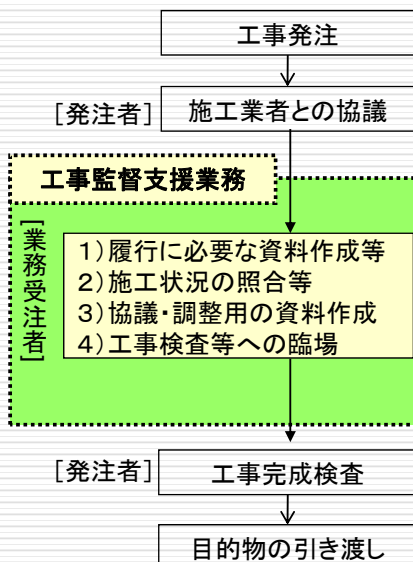 工事発注
[発注者]
施工業者との協議
工事監督支援業務
[業務受注者]
1)履行に必要な資料作成等
2)施工状況の照合等
3)協議・調整用の資料作成
4)工事検査等への臨場
[発注者]
工事完成検査
目的物の引き渡し